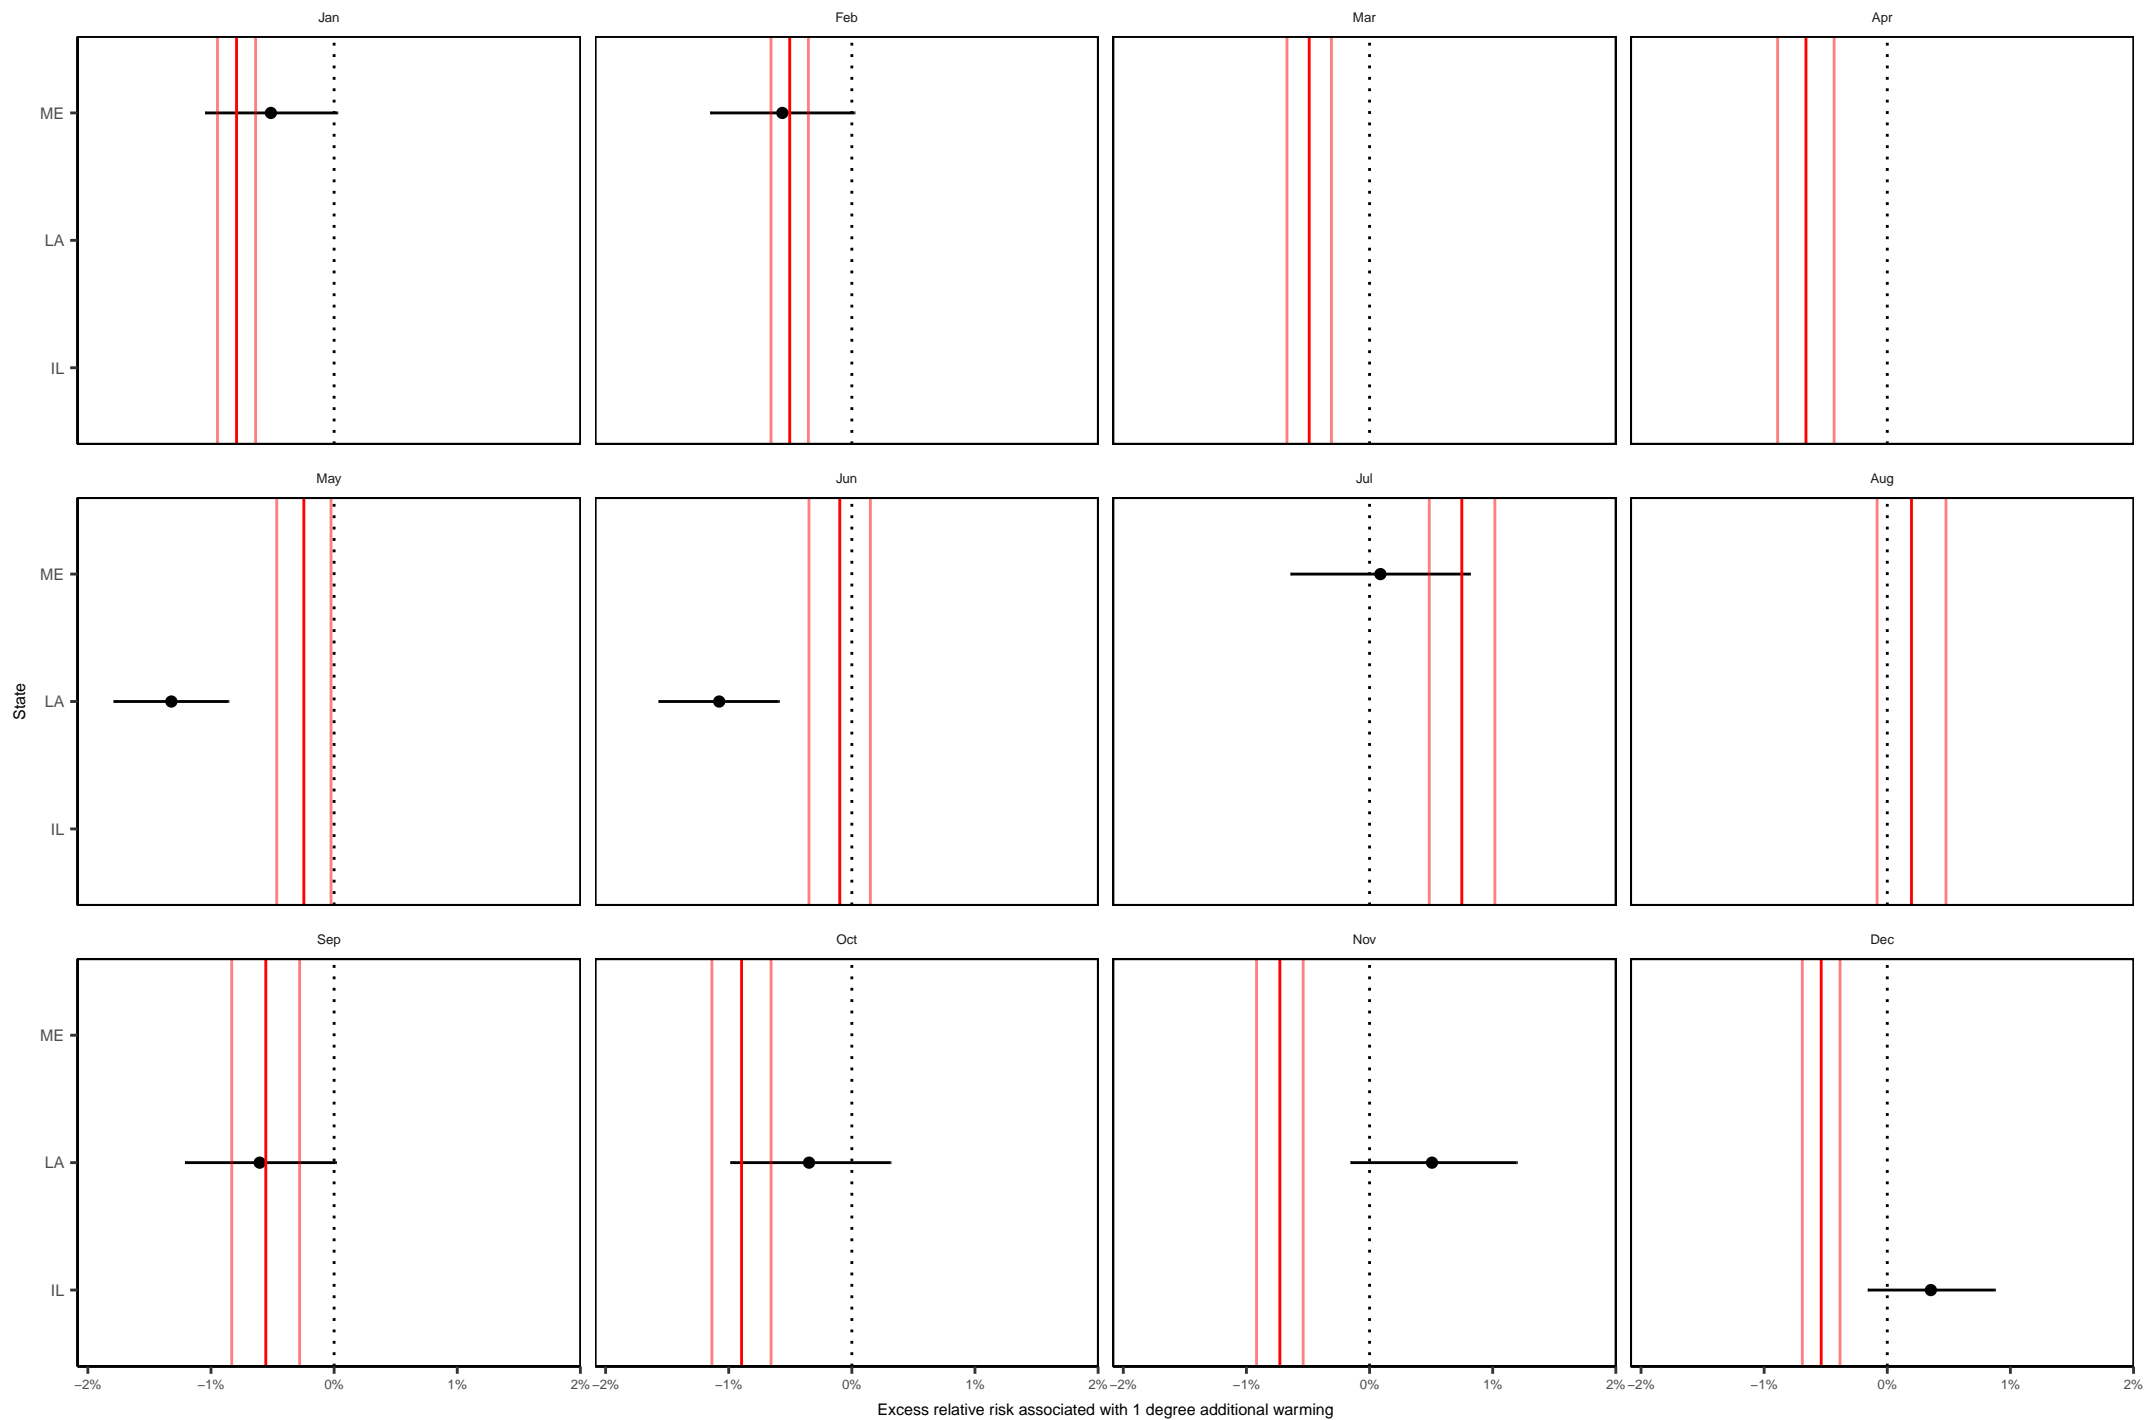 Jan Feb Mar Apr
ME
LA
IL
May Jun Jul Aug
ME
State
LA
IL
Sep Oct Nov Dec
ME
LA
IL
−2% −1% 0% 1% 2% −2% −1% 0% 1% 2% −2% −1% 0% 1% 2% −2% −1% 0% 1% 2%
Excess relative risk associated with 1 degree additional warming